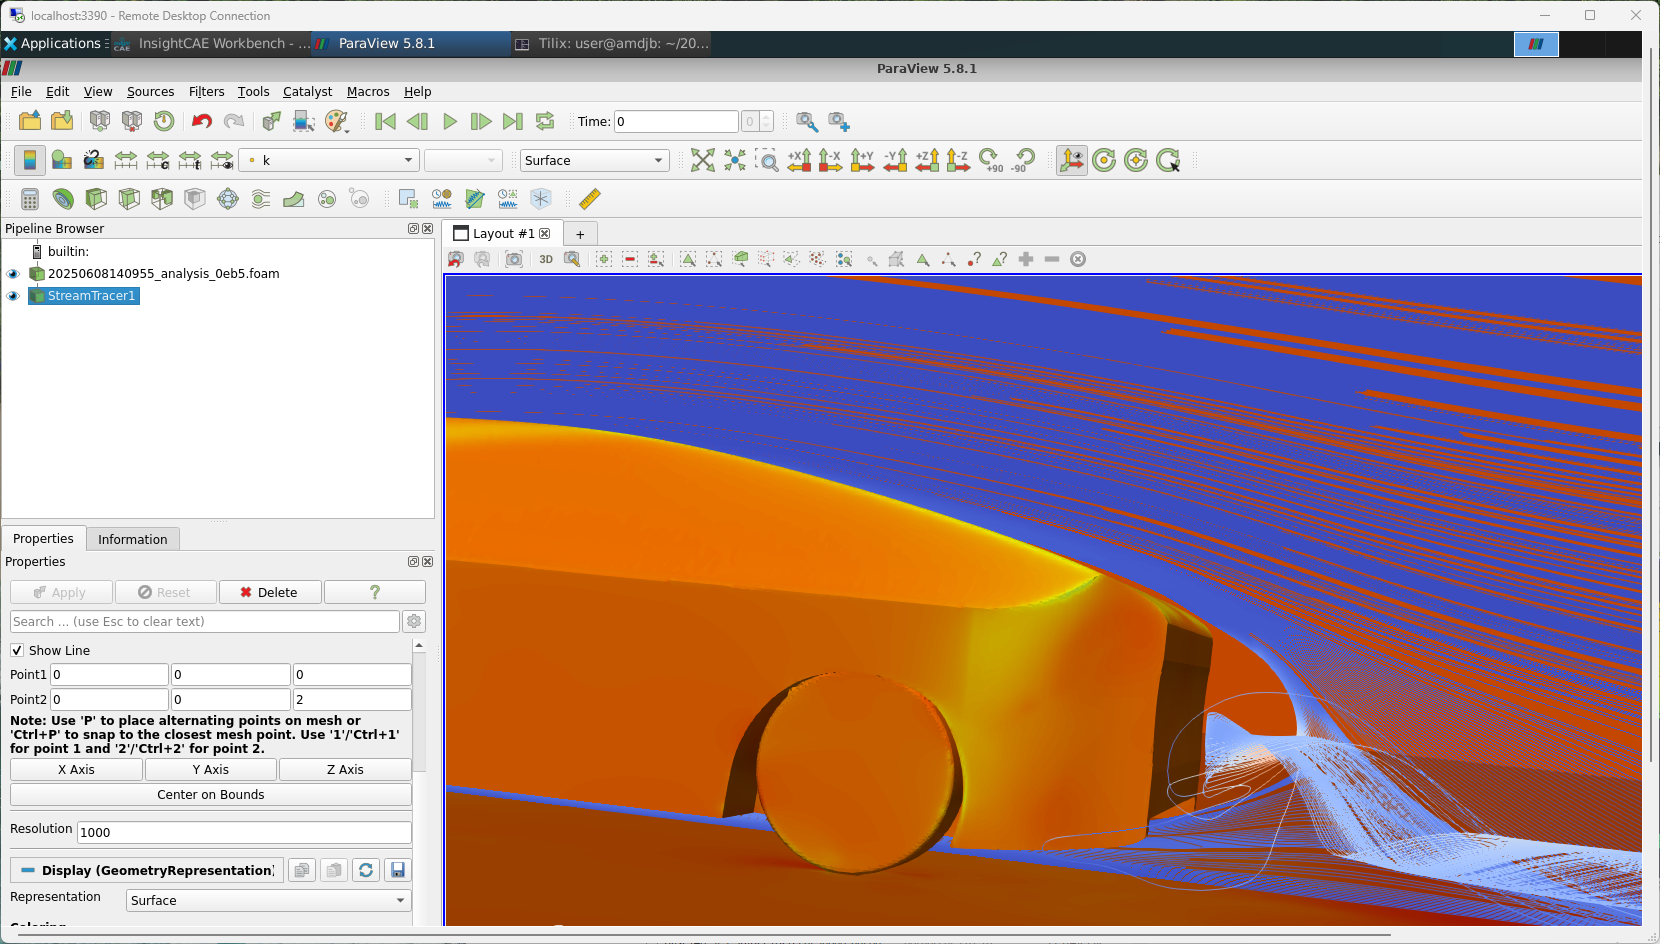 localhost:3390 - Remote Desktop Connection
Applications
InsightCAE Workbench - ...
ParaView 5.8.1
Tilix: user@amdjb: ~/20...
ParaView 5.8.1
File Edit View Sources Filters Tools Catalyst Macros Help
Time: 0 0
k
Surface
+X -X +Y -Y +Z -Z +90 -90
Pipeline Browser
builtin:
20250608140955_analysis_0eb5.foam
StreamTracer1
Layout #1
+
3D
Properties Information
Properties
Apply Reset Delete ?
Search ... (use Esc to clear text)
Show Line
Point1 0 0 0
Point2 0 0 2
Note: Use 'P' to place alternating points on mesh or
'Ctrl+P' to snap to the closest mesh point. Use '1'/'Ctrl+1'
for point 1 and '2'/'Ctrl+2' for point 2.
X Axis Y Axis Z Axis
Center on Bounds
Resolution 1000
Display (GeometryRepresentation)
Representation Surface